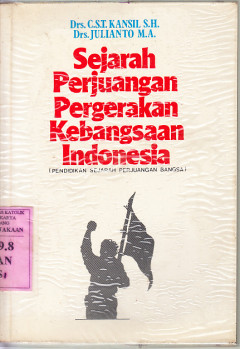 Drs. C.S.T. KANSIL S.H.
Drs. JULIANTO M.A.
Sejarah
Perjuangan
Pergerakan
Kebangsaan
Indonesia
(PENDIDIKAN SEJARAH PERJUANGAN BANGSA)